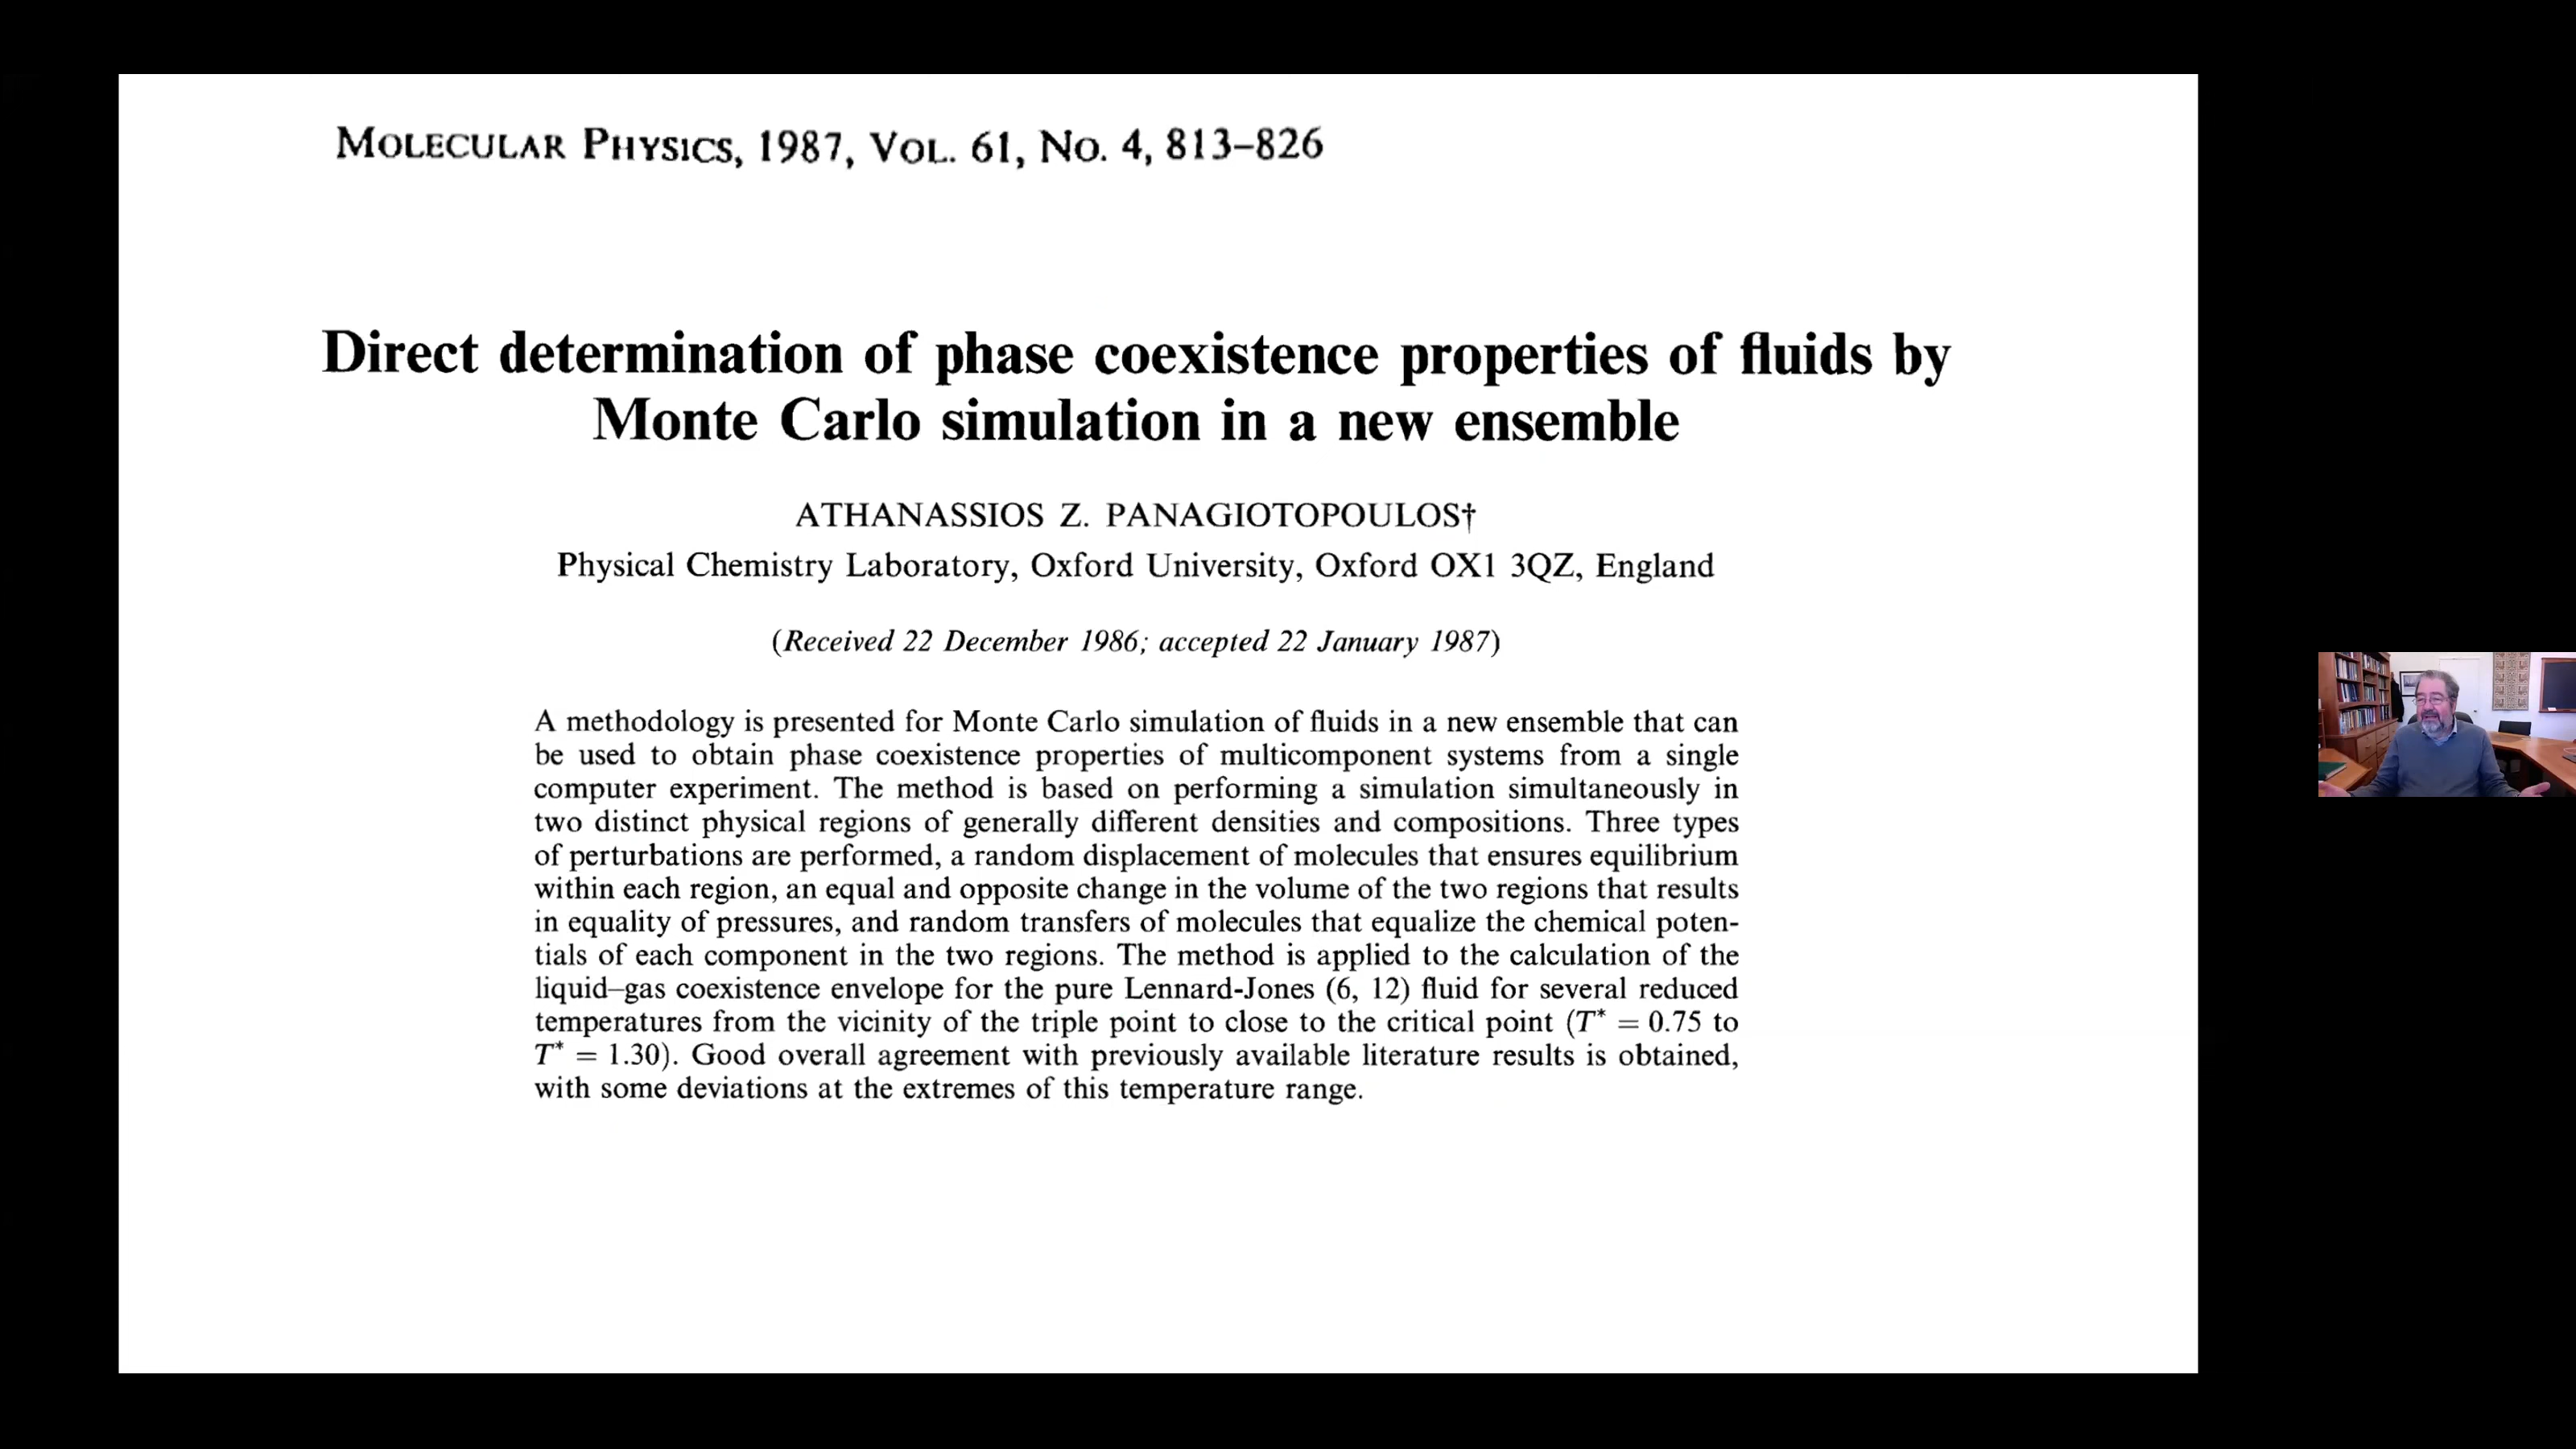 MOLECULAR PHYSICS, 1987, VOL. 61, NO. 4, 813–826
Direct determination of phase coexistence properties of fluids by
Monte Carlo simulation in a new ensemble
ATHANASSIOS Z. PANAGIOTOPOULOS†
Physical Chemistry Laboratory, Oxford University, Oxford OX1 3QZ, England
(Received 22 December 1986; accepted 22 January 1987)
A methodology is presented for Monte Carlo simulation of fluids in a new ensemble that can
be used to obtain phase coexistence properties of multicomponent systems from a single
computer experiment. The method is based on performing a simulation simultaneously in
two distinct physical regions of generally different densities and compositions. Three types
of perturbations are performed, a random displacement of molecules that ensures equilibrium
within each region, an equal and opposite change in the volume of the two regions that results
in equality of pressures, and random transfers of molecules that equalize the chemical poten-
tials of each component in the two regions. The method is applied to the calculation of the
liquid–gas coexistence envelope for the pure Lennard-Jones (6, 12) fluid for several reduced
temperatures from the vicinity of the triple point to close to the critical point (T* = 0.75 to
T* = 1.30). Good overall agreement with previously available literature results is obtained,
with some deviations at the extremes of this temperature range.